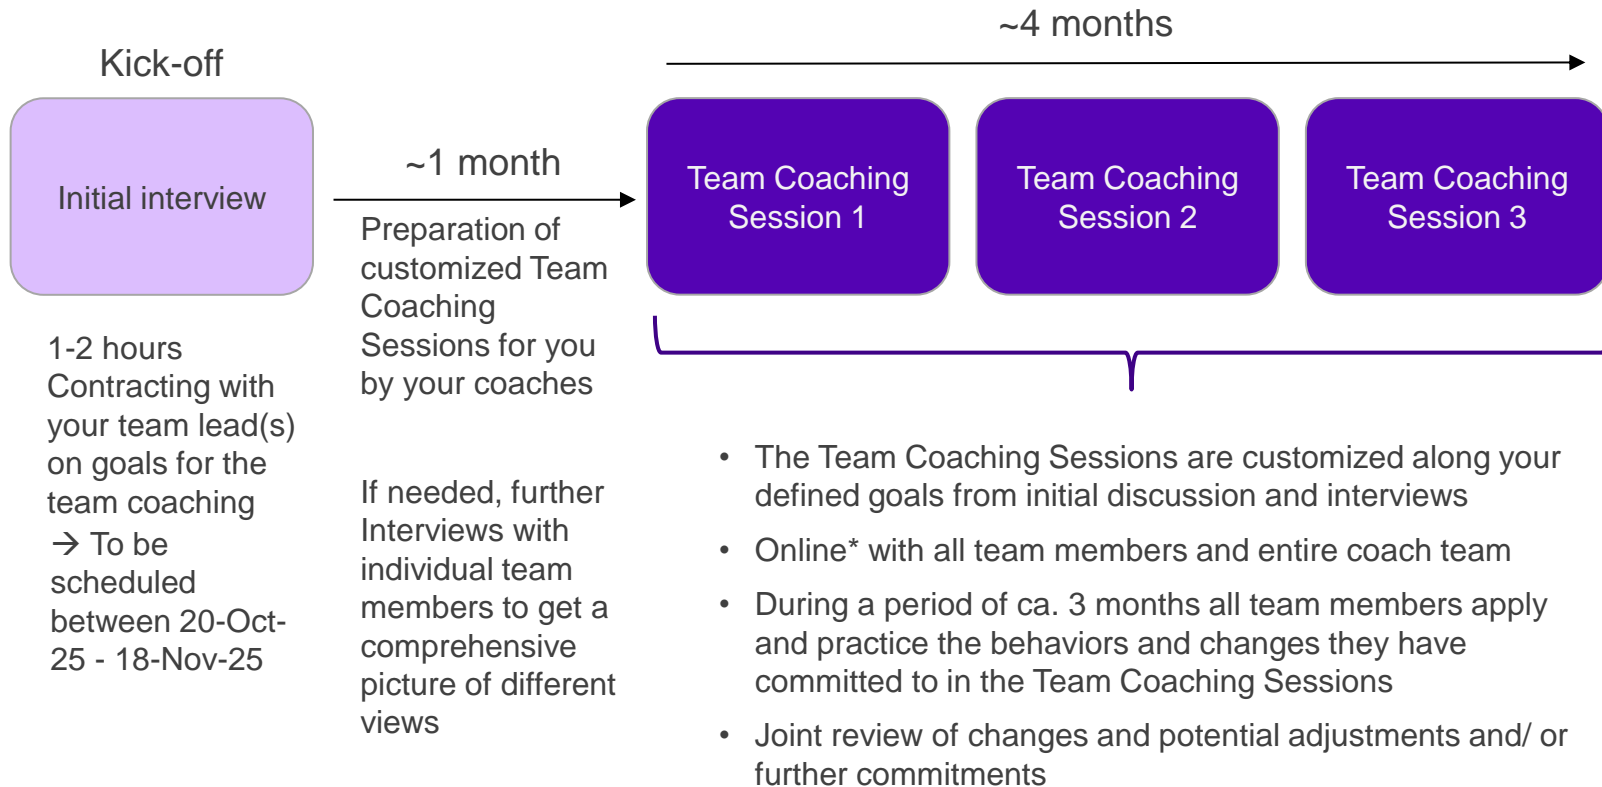 Kick-off
Initial interview
1-2 hours
Contracting with
your team lead(s)
on goals for the
team coaching
→ To be
scheduled
between 20-Oct-
25 - 18-Nov-25
~1 month
Preparation of
customized Team
Coaching
Sessions for you
by your coaches
If needed, further
Interviews with
individual team
members to get a
comprehensive
picture of different
views
~4 months
Team Coaching
Session 1
Team Coaching
Session 2
Team Coaching
Session 3
• The Team Coaching Sessions are customized along your
defined goals from initial discussion and interviews
• Online* with all team members and entire coach team
• During a period of ca. 3 months all team members apply
and practice the behaviors and changes they have
committed to in the Team Coaching Sessions
• Joint review of changes and potential adjustments and/ or
further commitments